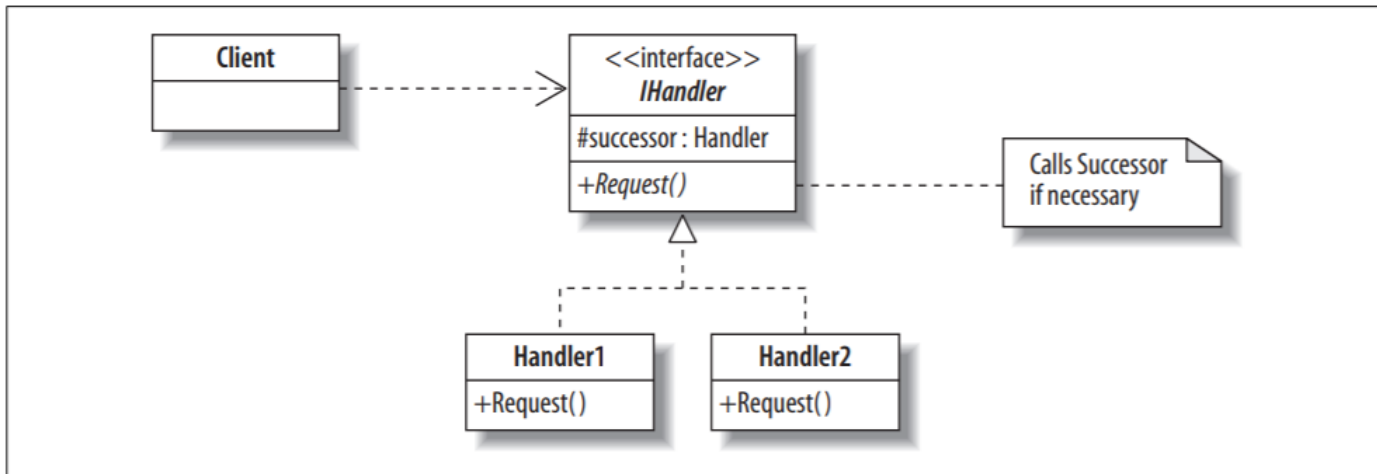 Client
<<interface>>
IHandler
#successor : Handler
+Request()
Calls Successor
if necessary
Handler1
+Request()
Handler2
+Request()